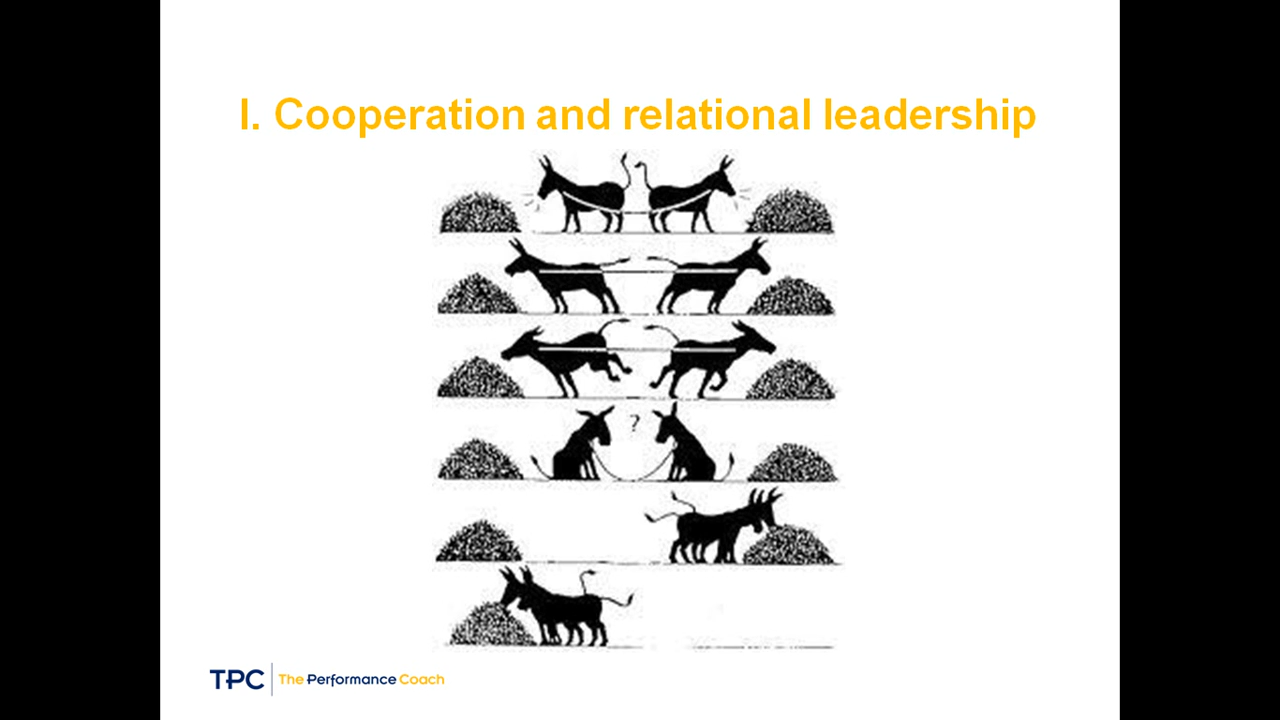 I. Cooperation and relational leadership
?
TPC The Performance Coach